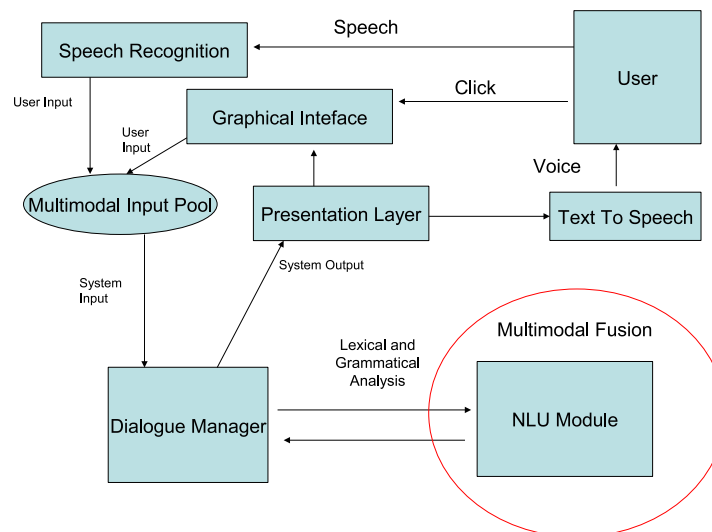 Speech
Speech Recognition
User
Click
User Input
User
Input
Graphical Inteface
Voice
Multimodal Input Pool
Presentation Layer
Text To Speech
System
Input
System Output
Multimodal Fusion
Lexical and
Grammatical
Analysis
Dialogue Manager
NLU Module